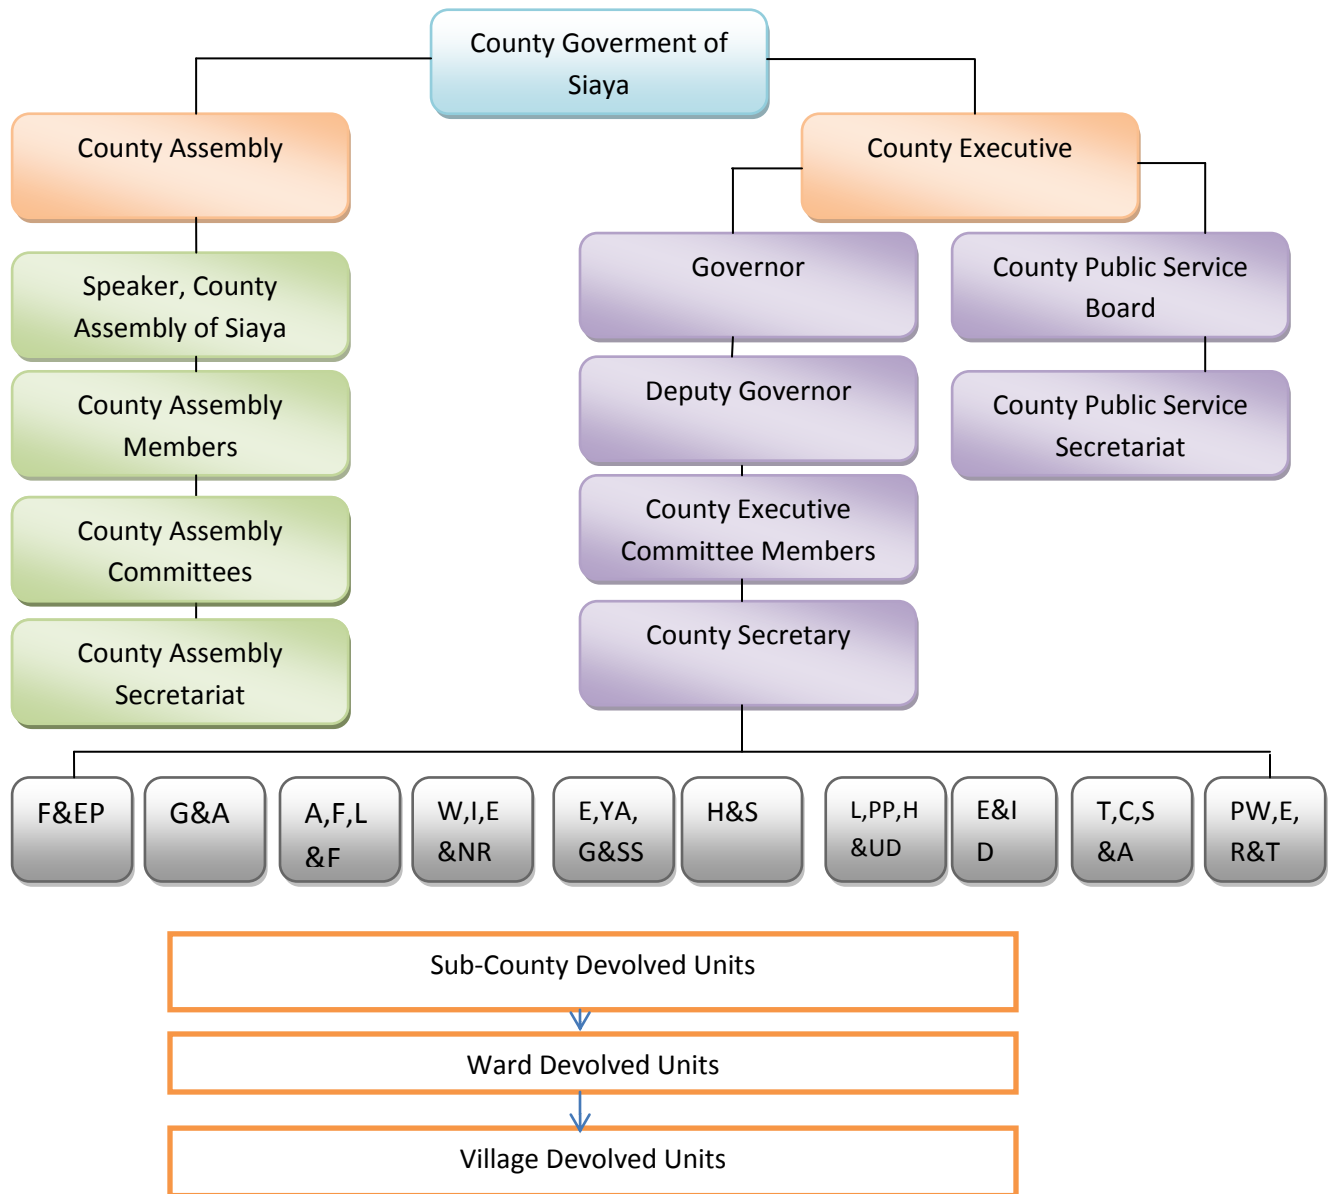 County Goverment of
Siaya
County Assembly
County Executive
Speaker, County
Assembly of Siaya
County Assembly
Members
County Assembly
Committees
County Assembly
Secretariat
Governor
Deputy Governor
County Executive
Committee Members
County Secretary
County Public Service
Board
County Public Service
Secretariat
F&EP
G&A
A,F,L
&F
W,I,E
&NR
E,YA,
G&SS
H&S
L,PP,H
&UD
E&I
D
T,C,S
&A
PW,E,
R&T
Sub-County Devolved Units
Ward Devolved Units
Village Devolved Units